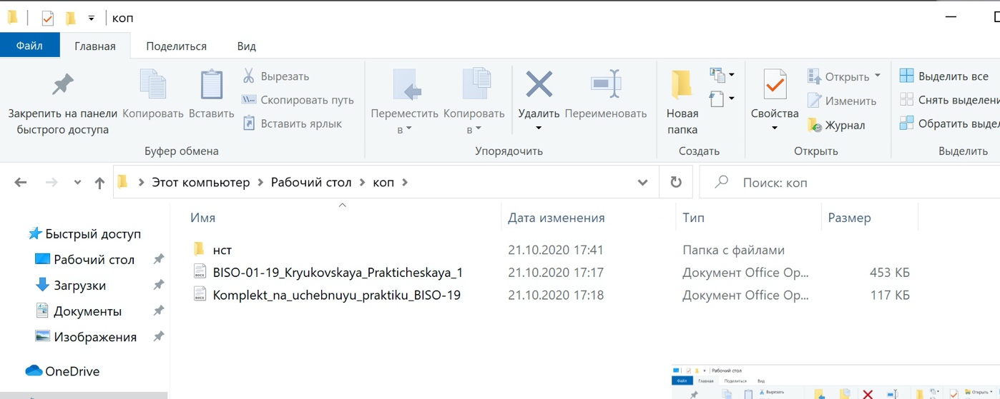 коп
Файл Главная Поделиться Вид
Закрепить на панели быстрого доступа
Копировать
Вставить
Вырезать
Скопировать путь
Вставить ярлык
Буфер обмена
Переместить в
Копировать в
Удалить
Переименовать
Упорядочить
Новая папка
Создать
Свойства
Открыть
Изменить
Журнал
Открыть
Выделить все
Снять выделени
Обратить выдел
Выделить
Этот компьютер Рабочий стол коп
Поиск: коп
Имя Дата изменения Тип Размер
нст 21.10.2020 17:41 Папка с файлами
BISO-01-19_Kryukovskaya_Prakticheskaya_1 21.10.2020 17:17 Документ Office Op... 453 КБ
Komplekt_na_uchebnuyu_praktiku_BISO-19 21.10.2020 17:18 Документ Office Op... 117 КБ
Быстрый доступ
Рабочий стол
Загрузки
Документы
Изображения
OneDrive
Рабочий стол
Файл Главная Поделиться Вид
Вырезать
Открыть